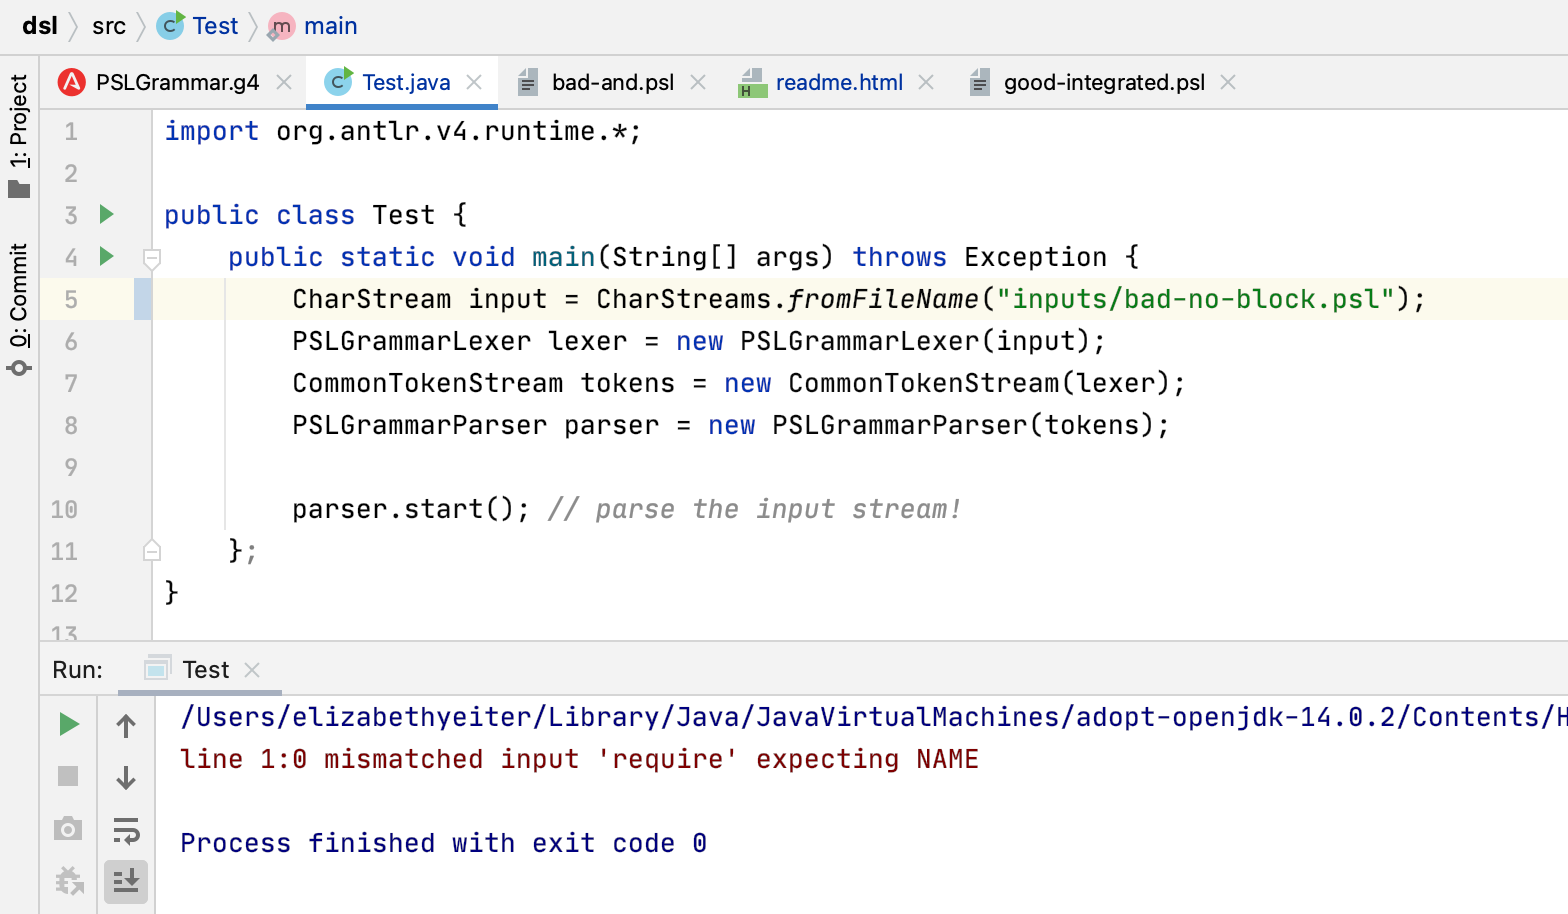 dsl src C Test m main
1: Project
0: Commit
PSLGrammar.g4 Test.java bad-and.psl readme.html good-integrated.psl
1 import org.antlr.v4.runtime.*;
2
3 public class Test {
4 public static void main(String[] args) throws Exception {
5 CharStream input = CharStreams.fromFileName("inputs/bad-no-block.psl");
6 PSLGrammarLexer lexer = new PSLGrammarLexer(input);
7 CommonTokenStream tokens = new CommonTokenStream(lexer);
8 PSLGrammarParser parser = new PSLGrammarParser(tokens);
9
10 parser.start(); // parse the input stream!
11 };
12 }
13
Run: Test
/Users/elizabethyeiter/Library/Java/JavaVirtualMachines/adopt-openjdk-14.0.2/Contents/H
line 1:0 mismatched input 'require' expecting NAME
Process finished with exit code 0